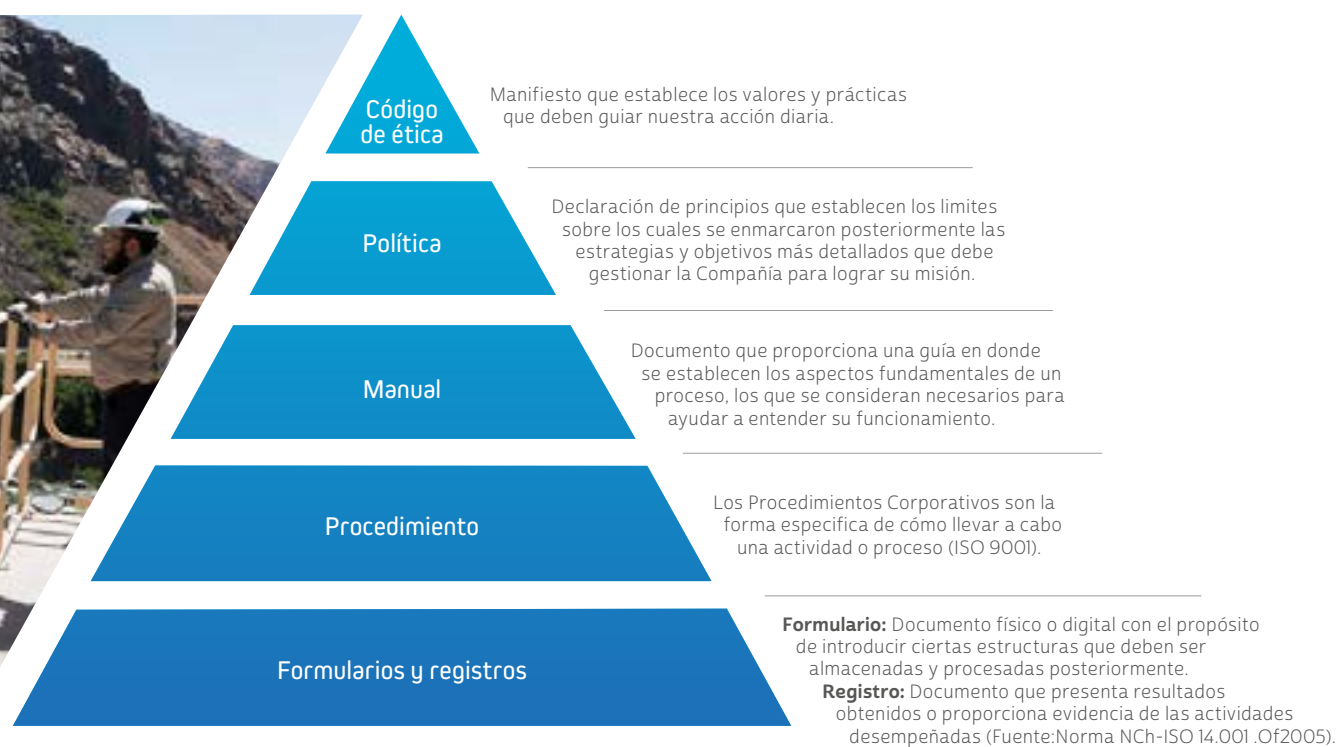 Código
de ética
Manifiesto que establece los valores y prácticas
que deben guiar nuestra acción diaria.
Política
Declaración de principios que establecen los limites
sobre los cuales se enmarcaron posteriormente las
estrategias y objetivos más detallados que debe
gestionar la Compañía para lograr su misión.
Manual
Documento que proporciona una guía en donde
se establecen los aspectos fundamentales de un
proceso, los que se consideran necesarios para
ayudar a entender su funcionamiento.
Procedimiento
Los Procedimientos Corporativos son la
forma especifica de cómo llevar a cabo
una actividad o proceso (ISO 9001).
Formularios y registros
Formulario: Documento físico o digital con el propósito
de introducir ciertas estructuras que deben ser
almacenadas y procesadas posteriormente.
Registro: Documento que presenta resultados
obtenidos o proporciona evidencia de las actividades
desempeñadas (Fuente:Norma NCh-ISO 14.001 .Of2005).